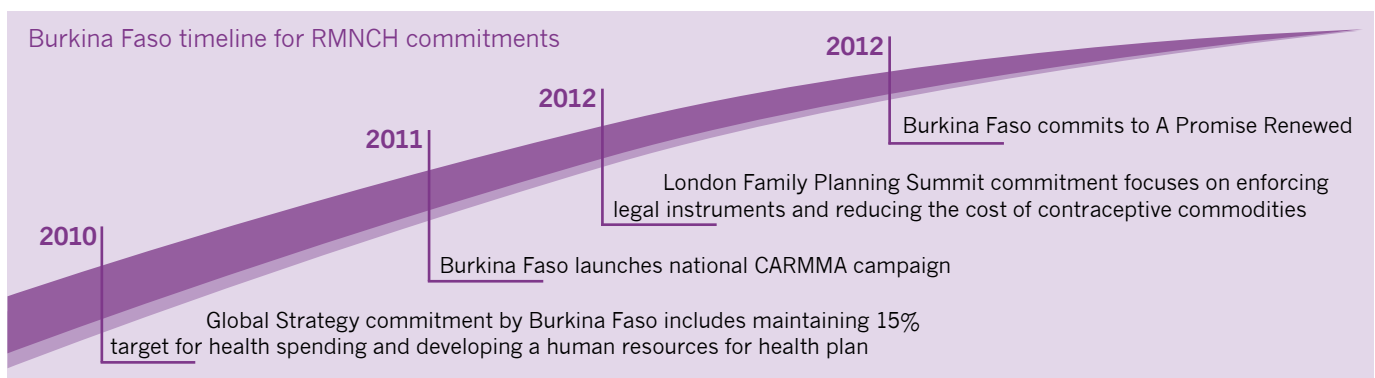 Burkina Faso timeline for RMNCH commitments
2010
Global Strategy commitment by Burkina Faso includes maintaining 15%
target for health spending and developing a human resources for health plan
2011
Burkina Faso launches national CARMMA campaign
2012
London Family Planning Summit commitment focuses on enforcing
legal instruments and reducing the cost of contraceptive commodities
2012
Burkina Faso commits to A Promise Renewed